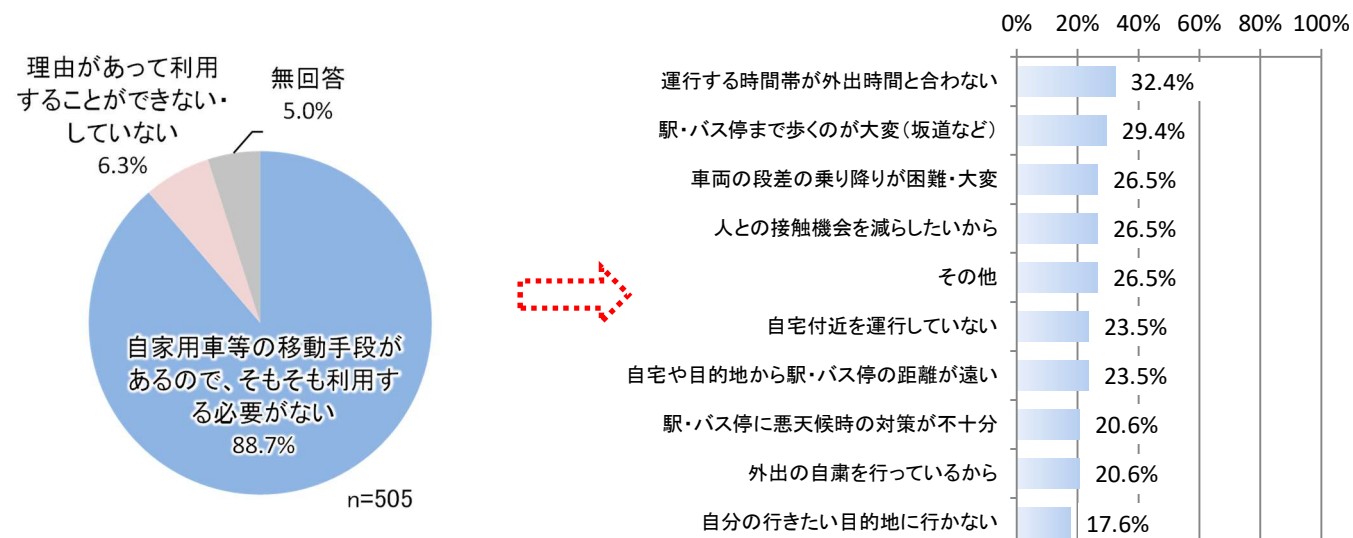 理由があって利用
することができない・
していない
6.3%
無回答
5.0%
自家用車等の移動手段が
あるので、そもそも利用す
る必要がない
88.7%
n=505
0% 20% 40% 60% 80% 100%
運行する時間帯が外出時間と合わない 32.4%
駅・バス停まで歩くのが大変(坂道など) 29.4%
車両の段差の乗り降りが困難・大変 26.5%
人との接触機会を減らしたいから 26.5%
その他 26.5%
自宅付近を運行していない 23.5%
自宅や目的地から駅・バス停の距離が遠い 23.5%
駅・バス停に悪天候時の対策が不十分 20.6%
外出の自粛を行っているから 20.6%
自分の行きたい目的地に行かない 17.6%